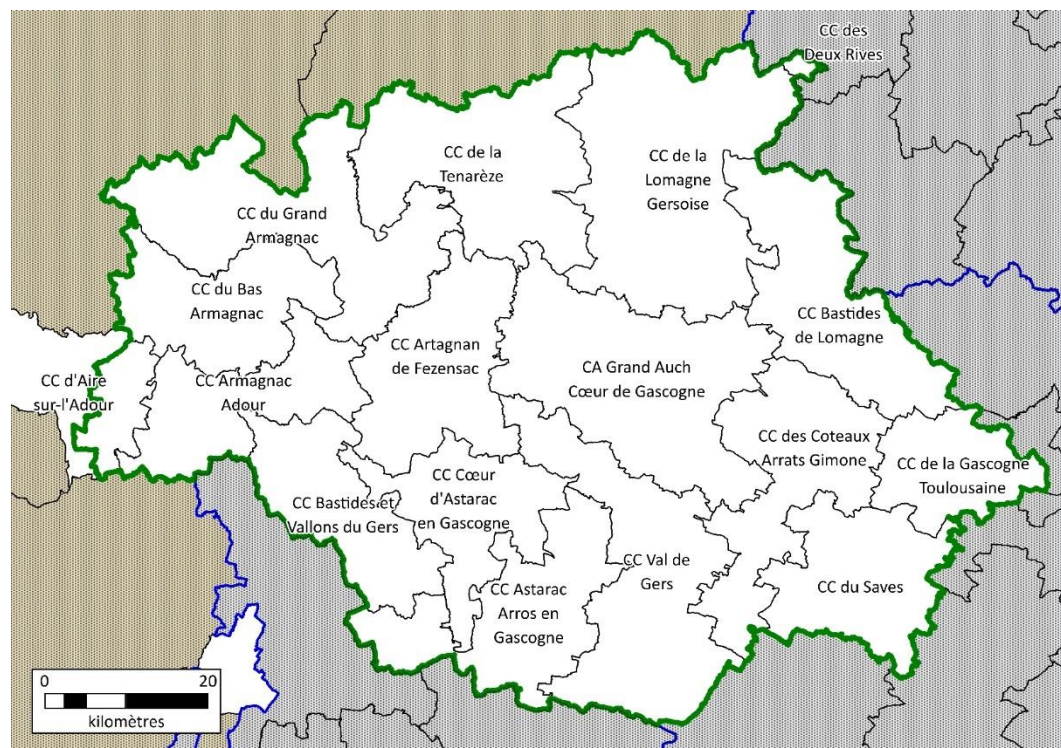 CC des
Deux Rives
CC de la
Tenarèze
CC de la
Lomagne
Gersoise
CC du Grand
Armagnac
CC du Bas
Armagnac
CC Bastides
de Lomagne
CC Artagnan
de Fezensac
CA Grand Auch
Cœur de Gascogne
CC d'Aire
sur-l'Adour
CC Armagnac
Adour
CC des Coteaux
Arrats Gimone
CC de la Gascogne
Toulousaine
CC Cœur
d'Astarac
en Gascogne
CC Bastides et
Vallons du Gers
CC Val de
Gers
CC du Saves
CC Astarac
Arros en
Gascogne
0 20
kilomètres